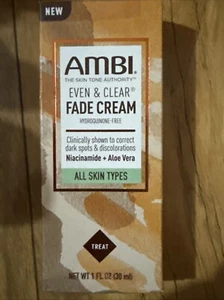 NEW
AMBI.
THE SKIN TONE AUTHORITY™
EVEN & CLEAR®
FADE CREAM
HYDROQUINONE-FREE
Clinically shown to correct
dark spots & discolorations
Niacinamide + Aloe Vera
ALL SKIN TYPES
TREAT
NET WT 1 FL OZ (30 ml)